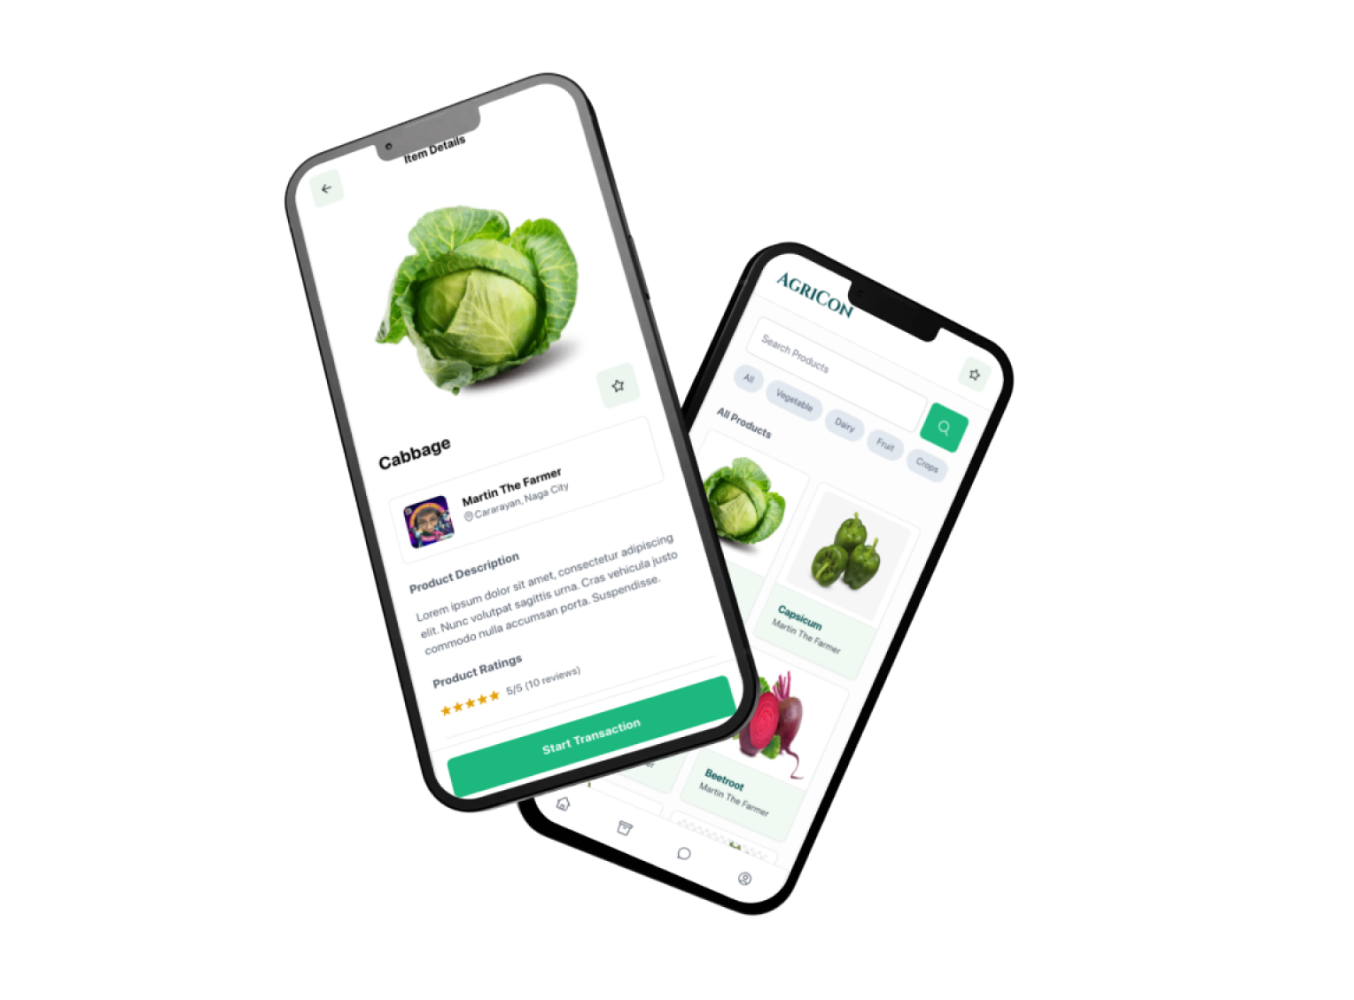 Item Details
Cabbage
Martin The Farmer
Cararayan, Naga City
Product Description
Lorem ipsum dolor sit amet, consectetur adipiscing
elit. Nunc volutpat sagittis urna. Cras vehicula justo
commodo nulla accumsan porta. Suspendisse.
Product Ratings
5/5 (10 reviews)
Start Transaction
AGRICON
Search Products
All
Vegetable
Dairy
Fruit
Crops
All Products
Capsicum
Martin The Farmer
Beetroot
Martin The Farmer